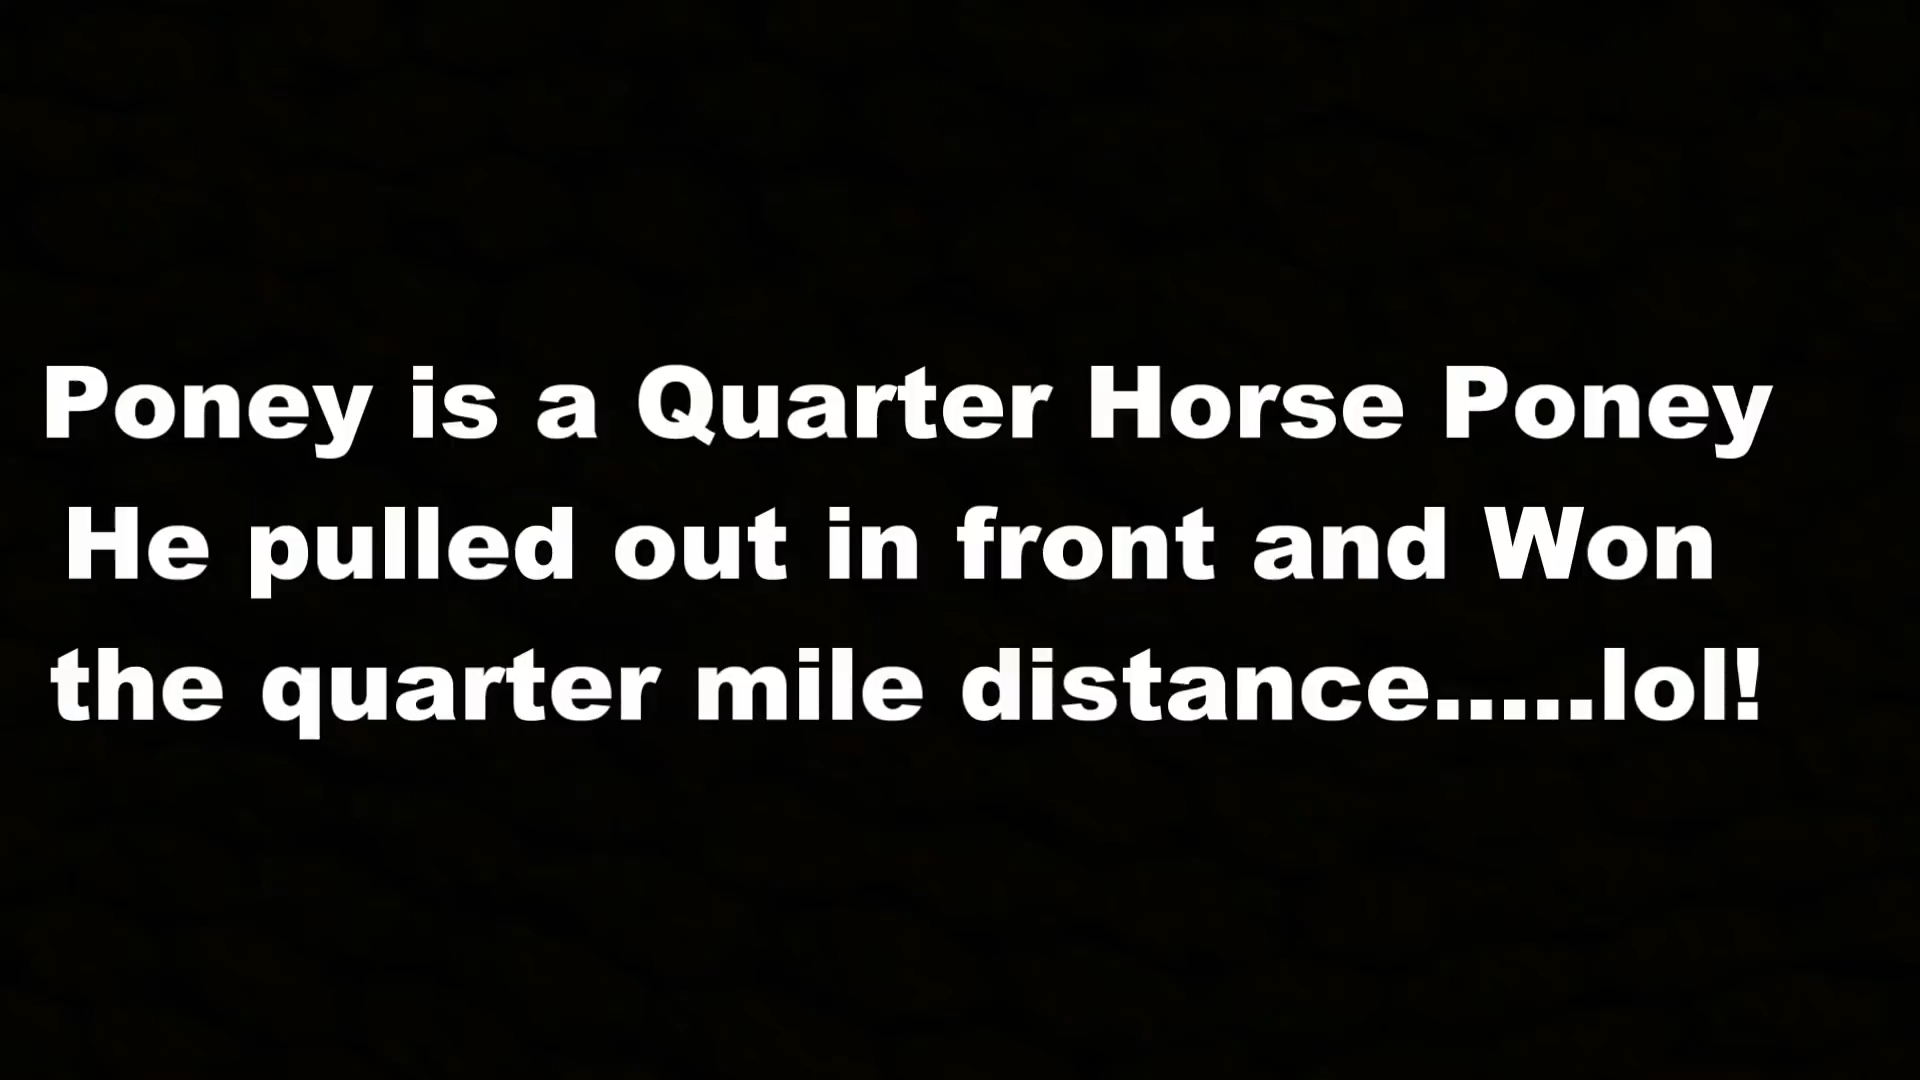 Poney is a Quarter Horse Poney
He pulled out in front and Won
the quarter mile distance.....lol!